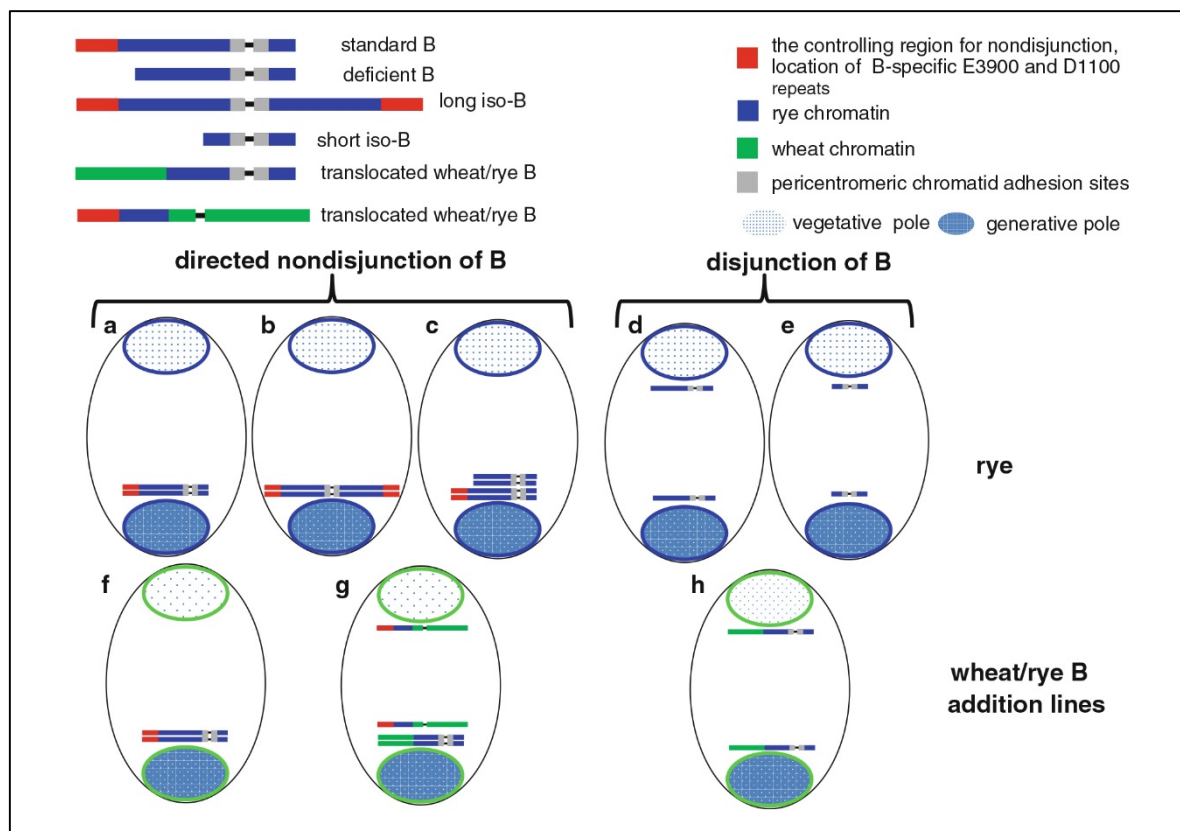 standard B
deficient B
long iso-B
short iso-B
translocated wheat/rye B
translocated wheat/rye B
the controlling region for nondisjunction,
location of B-specific E3900 and D1100
repeats
rye chromatin
wheat chromatin
pericentromeric chromatid adhesion sites
vegetative pole
generative pole
directed nondisjunction of B
disjunction of B
a
b
c
d
e
rye
f
g
h
wheat/rye B
addition lines